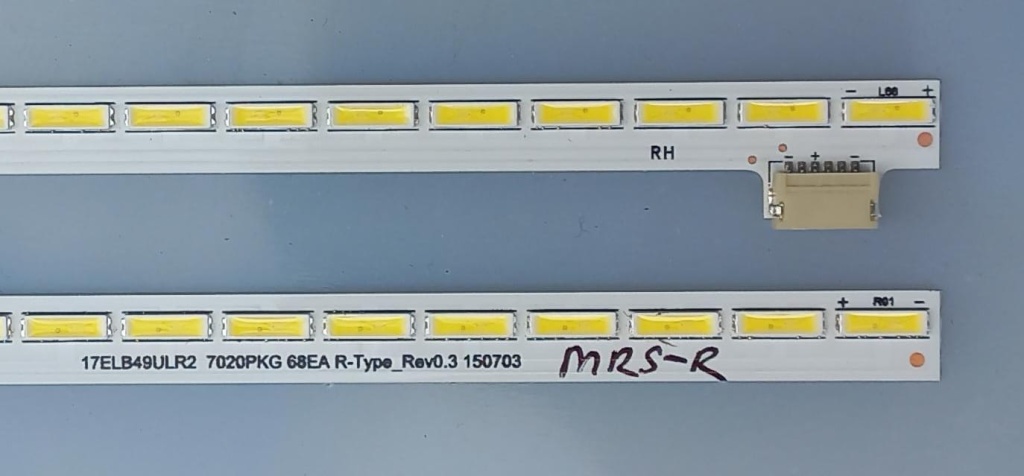 - L68 +
RH
- + -
+ R01 -
17ELB49ULR2 7020PKG 68EA R-Type_Rev0.3 150703 MRS-R